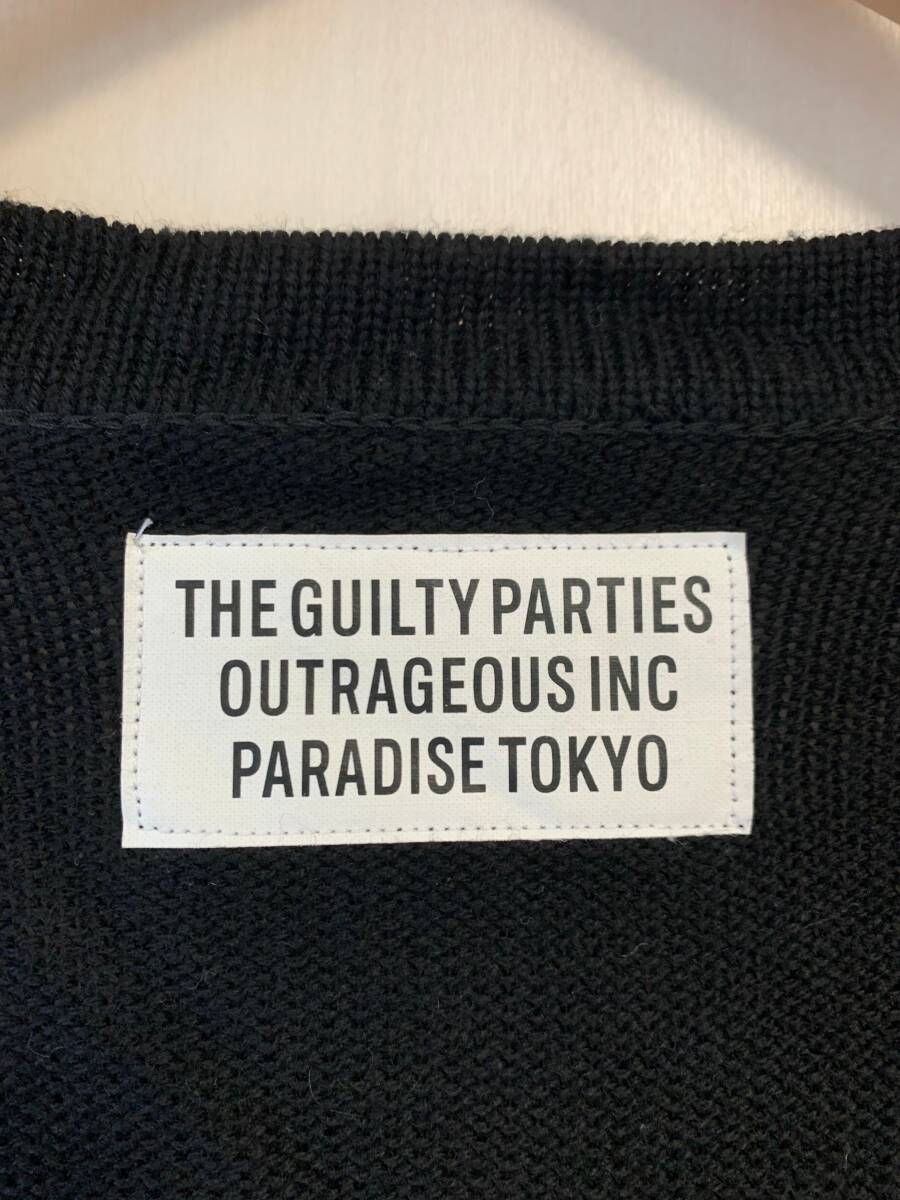 THE GUILTY PARTIES
OUTRAGEOUS INC
PARADISE TOKYO